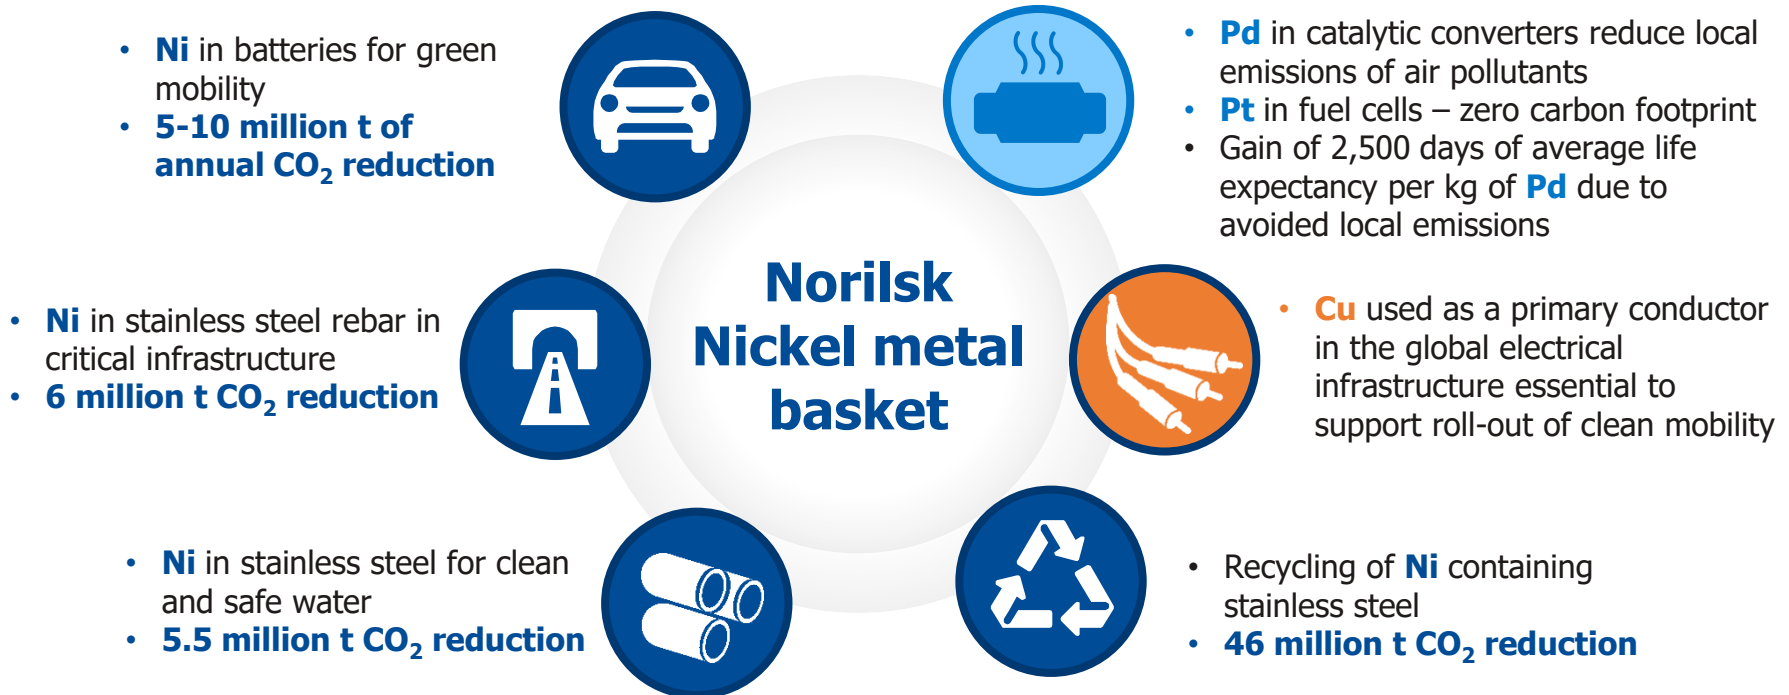 • Ni in batteries for green
mobility
• 5-10 million t of
annual CO₂ reduction
• Ni in stainless steel rebar in
critical infrastructure
• 6 million t CO₂ reduction
• Ni in stainless steel for clean
and safe water
• 5.5 million t CO₂ reduction
Norilsk
Nickel metal
basket
• Pd in catalytic converters reduce local
emissions of air pollutants
• Pt in fuel cells – zero carbon footprint
• Gain of 2,500 days of average life
expectancy per kg of Pd due to
avoided local emissions
• Cu used as a primary conductor
in the global electrical
infrastructure essential to
support roll-out of clean mobility
• Recycling of Ni containing
stainless steel
• 46 million t CO₂ reduction